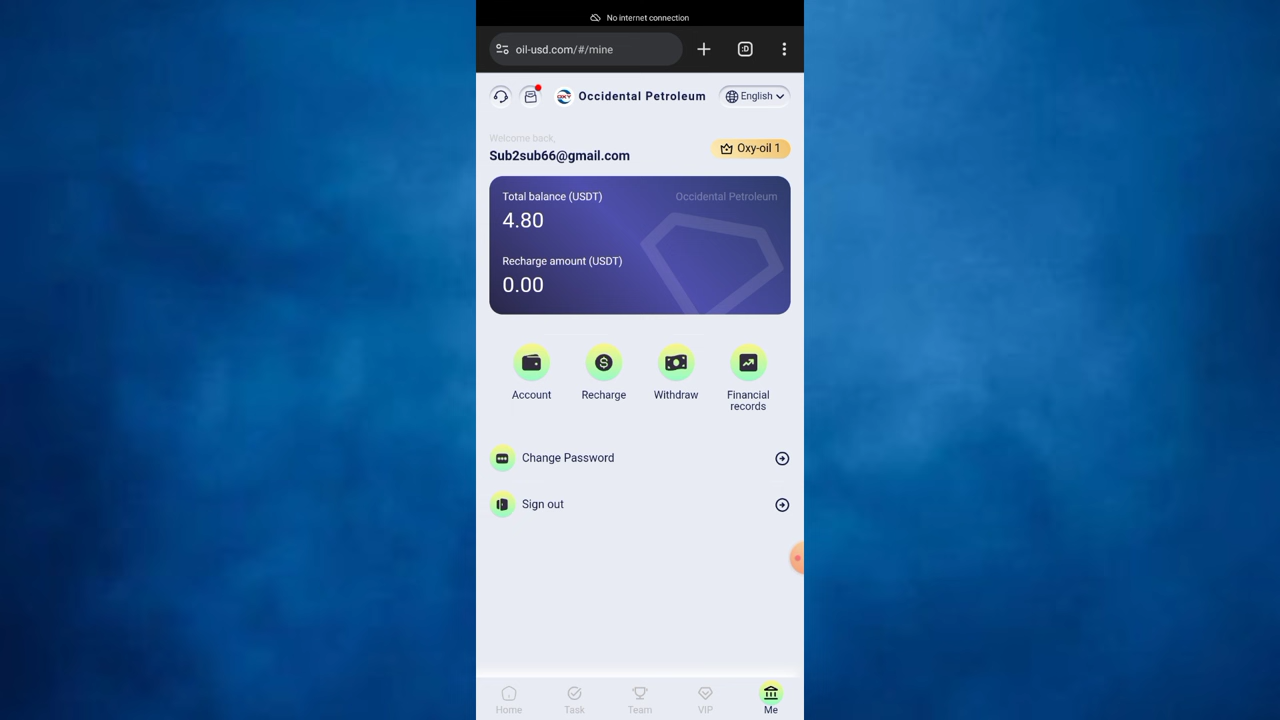 No internet connection
oil-usd.com/#/mine
:D
OXY Occidental Petroleum
English
Welcome back,
Sub2sub66@gmail.com
Oxy-oil 1
Total balance (USDT)
Occidental Petroleum
4.80
Recharge amount (USDT)
0.00
Account
Recharge
Withdraw
Financial
records
Change Password
Sign out
Home
Task
Team
VIP
Me